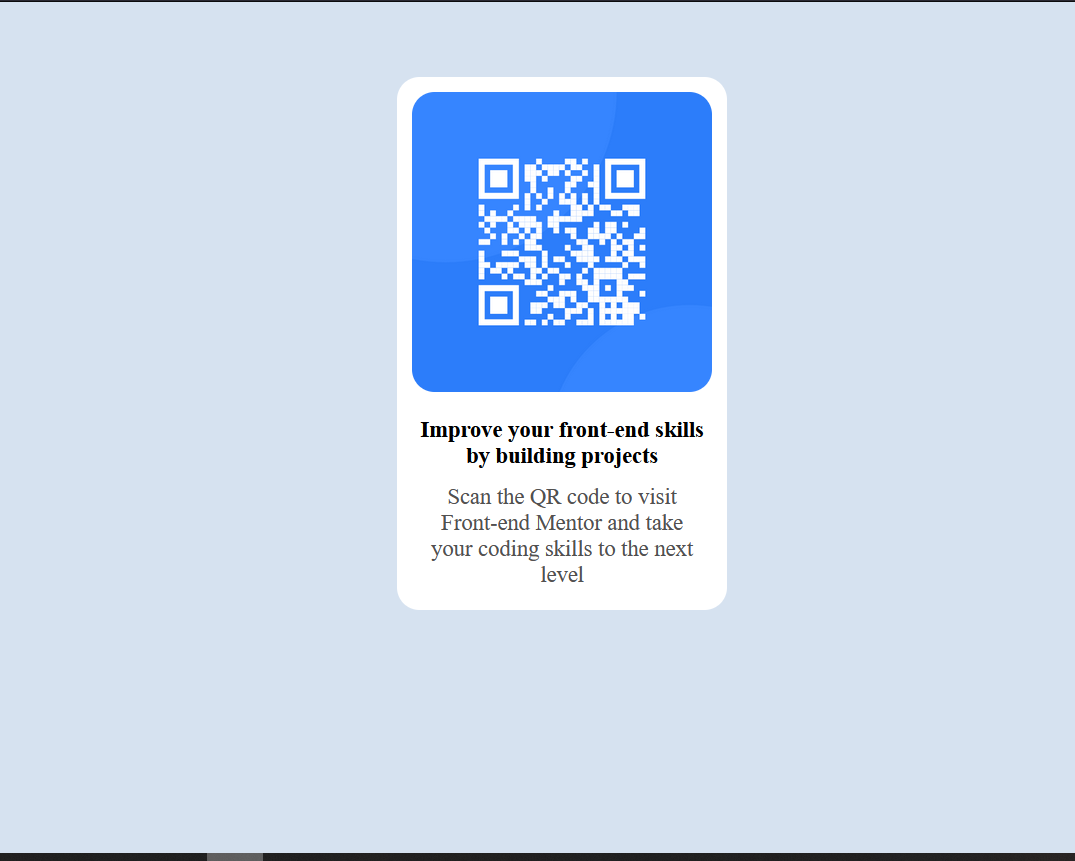 Improve your front-end skills
by building projects
Scan the QR code to visit
Front-end Mentor and take
your coding skills to the next
level